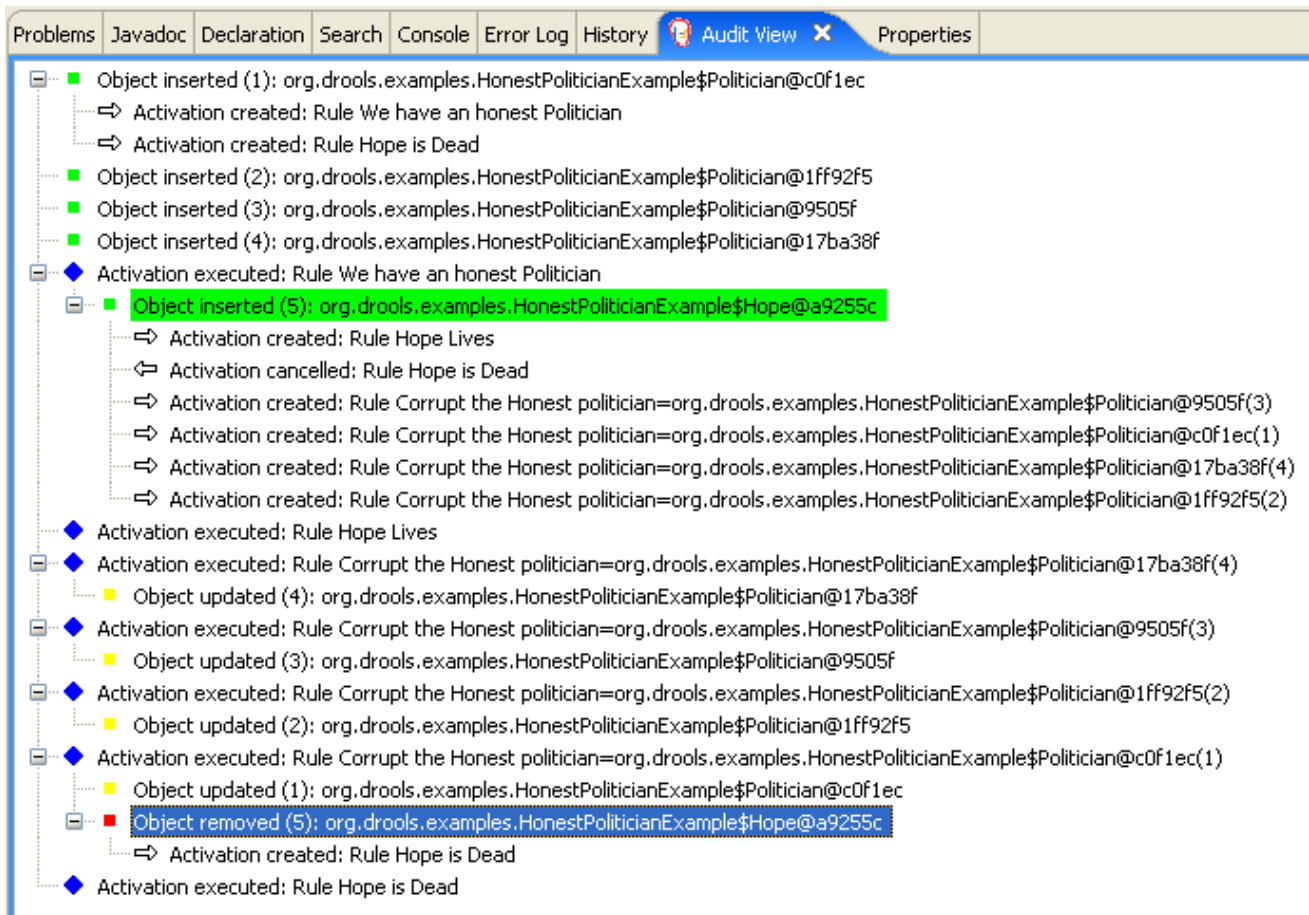 Problems Javadoc Declaration Search Console Error Log History Audit View Properties
Object inserted (1): org.drools.examples.HonestPoliticianExample$Politician@c0f1ec
Activation created: Rule We have an honest Politician
Activation created: Rule Hope is Dead
Object inserted (2): org.drools.examples.HonestPoliticianExample$Politician@1ff92f5
Object inserted (3): org.drools.examples.HonestPoliticianExample$Politician@9505f
Object inserted (4): org.drools.examples.HonestPoliticianExample$Politician@17ba38f
Activation executed: Rule We have an honest Politician
Object inserted (5): org.drools.examples.HonestPoliticianExample$Hope@a9255c
Activation created: Rule Hope Lives
Activation cancelled: Rule Hope is Dead
Activation created: Rule Corrupt the Honest politician=org.drools.examples.HonestPoliticianExample$Politician@9505f(3)
Activation created: Rule Corrupt the Honest politician=org.drools.examples.HonestPoliticianExample$Politician@c0f1ec(1)
Activation created: Rule Corrupt the Honest politician=org.drools.examples.HonestPoliticianExample$Politician@17ba38f(4)
Activation created: Rule Corrupt the Honest politician=org.drools.examples.HonestPoliticianExample$Politician@1ff92f5(2)
Activation executed: Rule Hope Lives
Activation executed: Rule Corrupt the Honest politician=org.drools.examples.HonestPoliticianExample$Politician@17ba38f(4)
Object updated (4): org.drools.examples.HonestPoliticianExample$Politician@17ba38f
Activation executed: Rule Corrupt the Honest politician=org.drools.examples.HonestPoliticianExample$Politician@9505f(3)
Object updated (3): org.drools.examples.HonestPoliticianExample$Politician@9505f
Activation executed: Rule Corrupt the Honest politician=org.drools.examples.HonestPoliticianExample$Politician@1ff92f5(2)
Object updated (2): org.drools.examples.HonestPoliticianExample$Politician@1ff92f5
Activation executed: Rule Corrupt the Honest politician=org.drools.examples.HonestPoliticianExample$Politician@c0f1ec(1)
Object updated (1): org.drools.examples.HonestPoliticianExample$Politician@c0f1ec
Object removed (5): org.drools.examples.HonestPoliticianExample$Hope@a9255c
Activation created: Rule Hope is Dead
Activation executed: Rule Hope is Dead